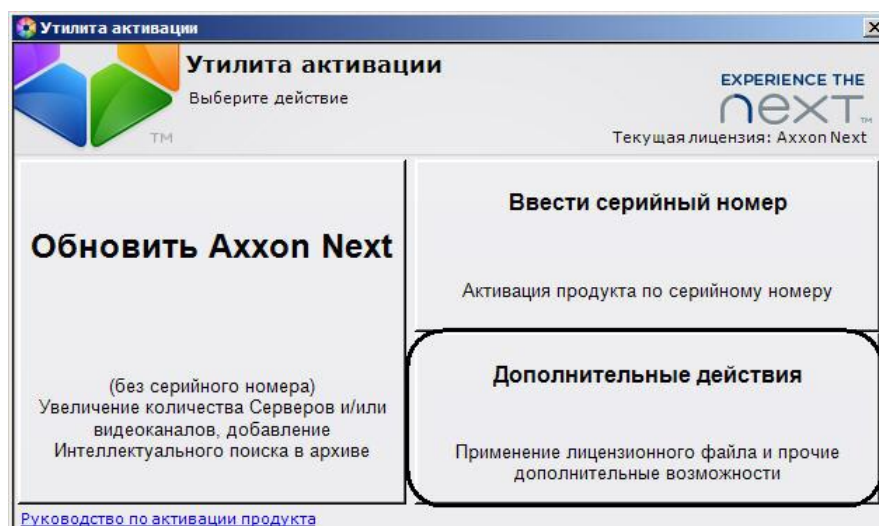 Утилита активации
Утилита активации
Выберите действие
EXPERIENCE THE
next™
Текущая лицензия: Axxon Next
TM
Обновить Axxon Next
(без серийного номера)
Увеличение количества Серверов и/или
видеоканалов, добавление
Интеллектуального поиска в архиве
Ввести серийный номер
Активация продукта по серийному номеру
Дополнительные действия
Применение лицензионного файла и прочие
дополнительные возможности
Руководство по активации продукта